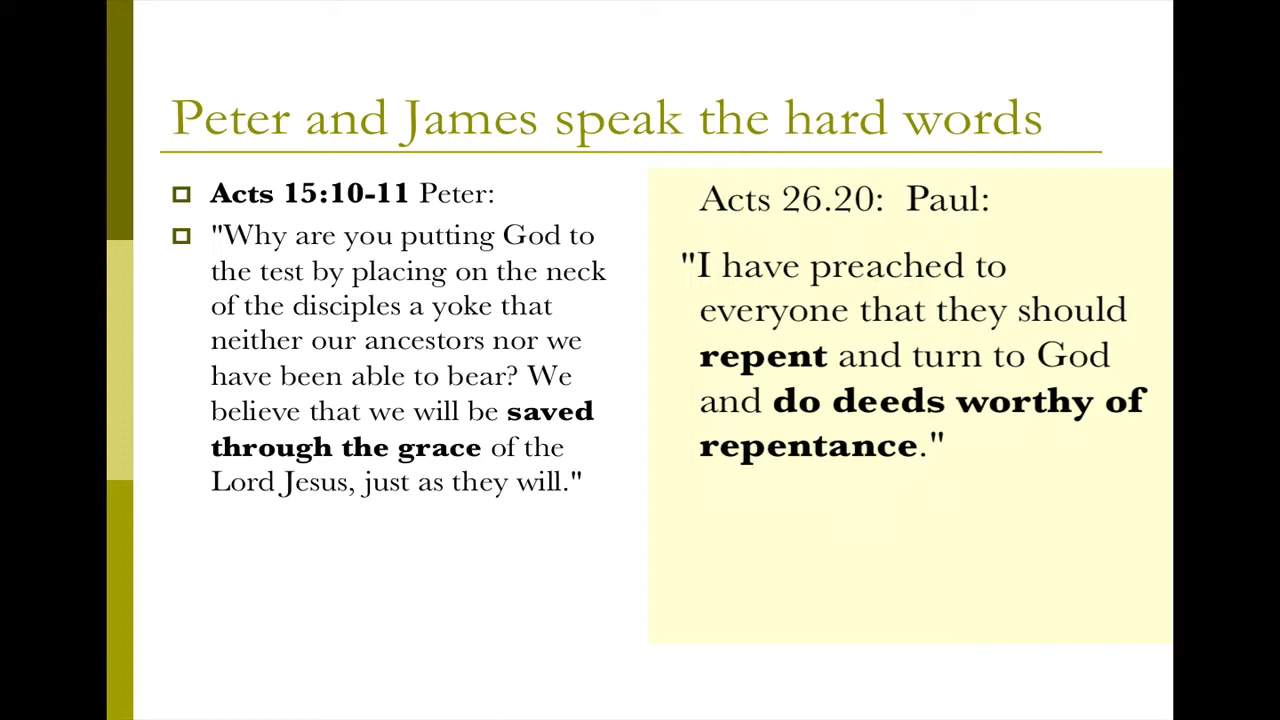 Peter and James speak the hard words
Acts 15:10-11 Peter:
"Why are you putting God to
the test by placing on the neck
of the disciples a yoke that
neither our ancestors nor we
have been able to bear? We
believe that we will be saved
through the grace of the
Lord Jesus, just as they will."
Acts 26.20:  Paul:
"I have preached to
everyone that they should
repent and turn to God
and do deeds worthy of
repentance."